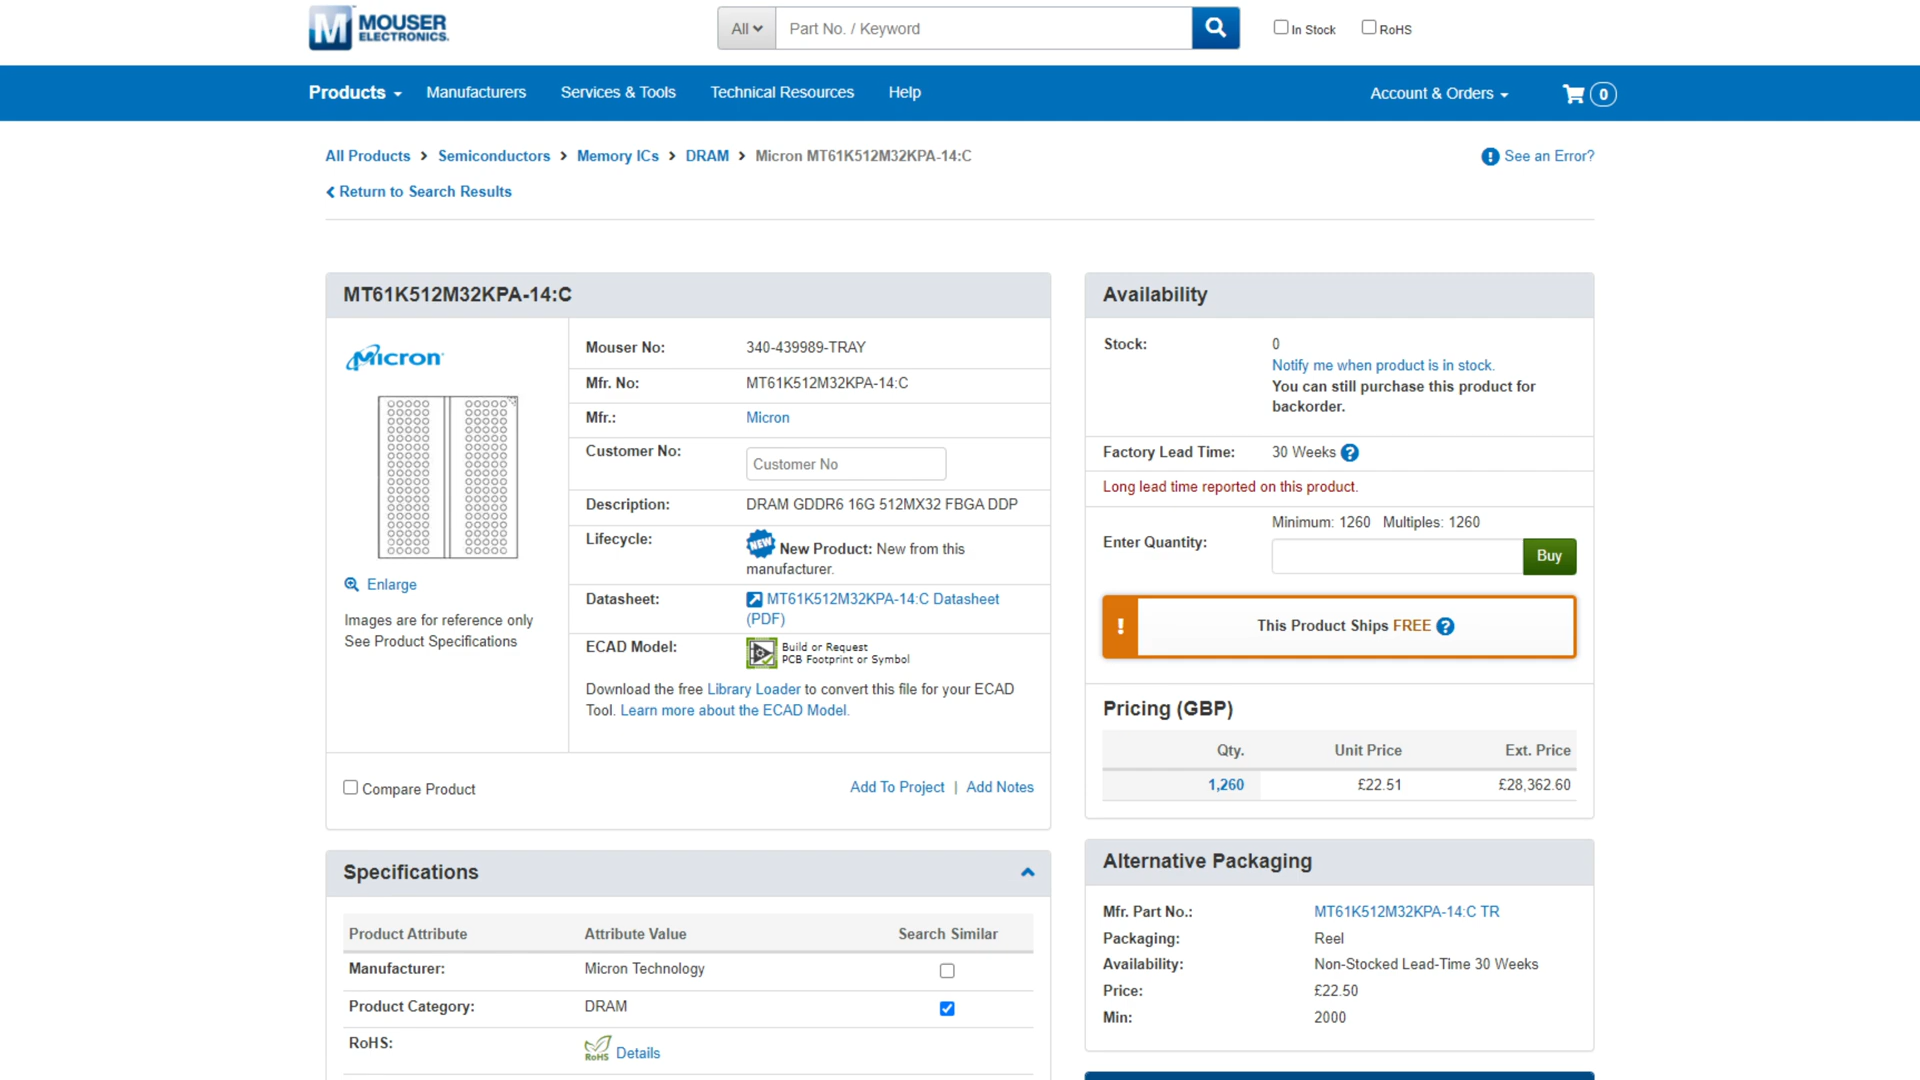 MOUSER
ELECTRONICS.
All
Part No. / Keyword
In Stock
RoHS
Products
Manufacturers
Services & Tools
Technical Resources
Help
Account & Orders
0
All Products > Semiconductors > Memory ICs > DRAM > Micron MT61K512M32KPA-14:C
See an Error?
Return to Search Results
MT61K512M32KPA-14:C
Micron
Enlarge
Images are for reference only
See Product Specifications
Mouser No: 340-439989-TRAY
Mfr. No: MT61K512M32KPA-14:C
Mfr.: Micron
Customer No: Customer No
Description: DRAM GDDR6 16G 512MX32 FBGA DDP
Lifecycle: NEW New Product: New from this
manufacturer.
Datasheet: MT61K512M32KPA-14:C Datasheet
(PDF)
ECAD Model: Build or Request
PCB Footprint or Symbol
Download the free Library Loader to convert this file for your ECAD
Tool. Learn more about the ECAD Model.
Compare Product
Add To Project | Add Notes
Specifications
Product Attribute Attribute Value Search Similar
Manufacturer: Micron Technology
Product Category: DRAM
RoHS: RoHS Details
Availability
Stock: 0
Notify me when product is in stock.
You can still purchase this product for
backorder.
Factory Lead Time: 30 Weeks ?
Long lead time reported on this product.
Minimum: 1260 Multiples: 1260
Enter Quantity:
Buy
! This Product Ships FREE ?
Pricing (GBP)
Qty. Unit Price Ext. Price
1,260 £22.51 £28,362.60
Alternative Packaging
Mfr. Part No.: MT61K512M32KPA-14:C TR
Packaging: Reel
Availability: Non-Stocked Lead-Time 30 Weeks
Price: £22.50
Min: 2000